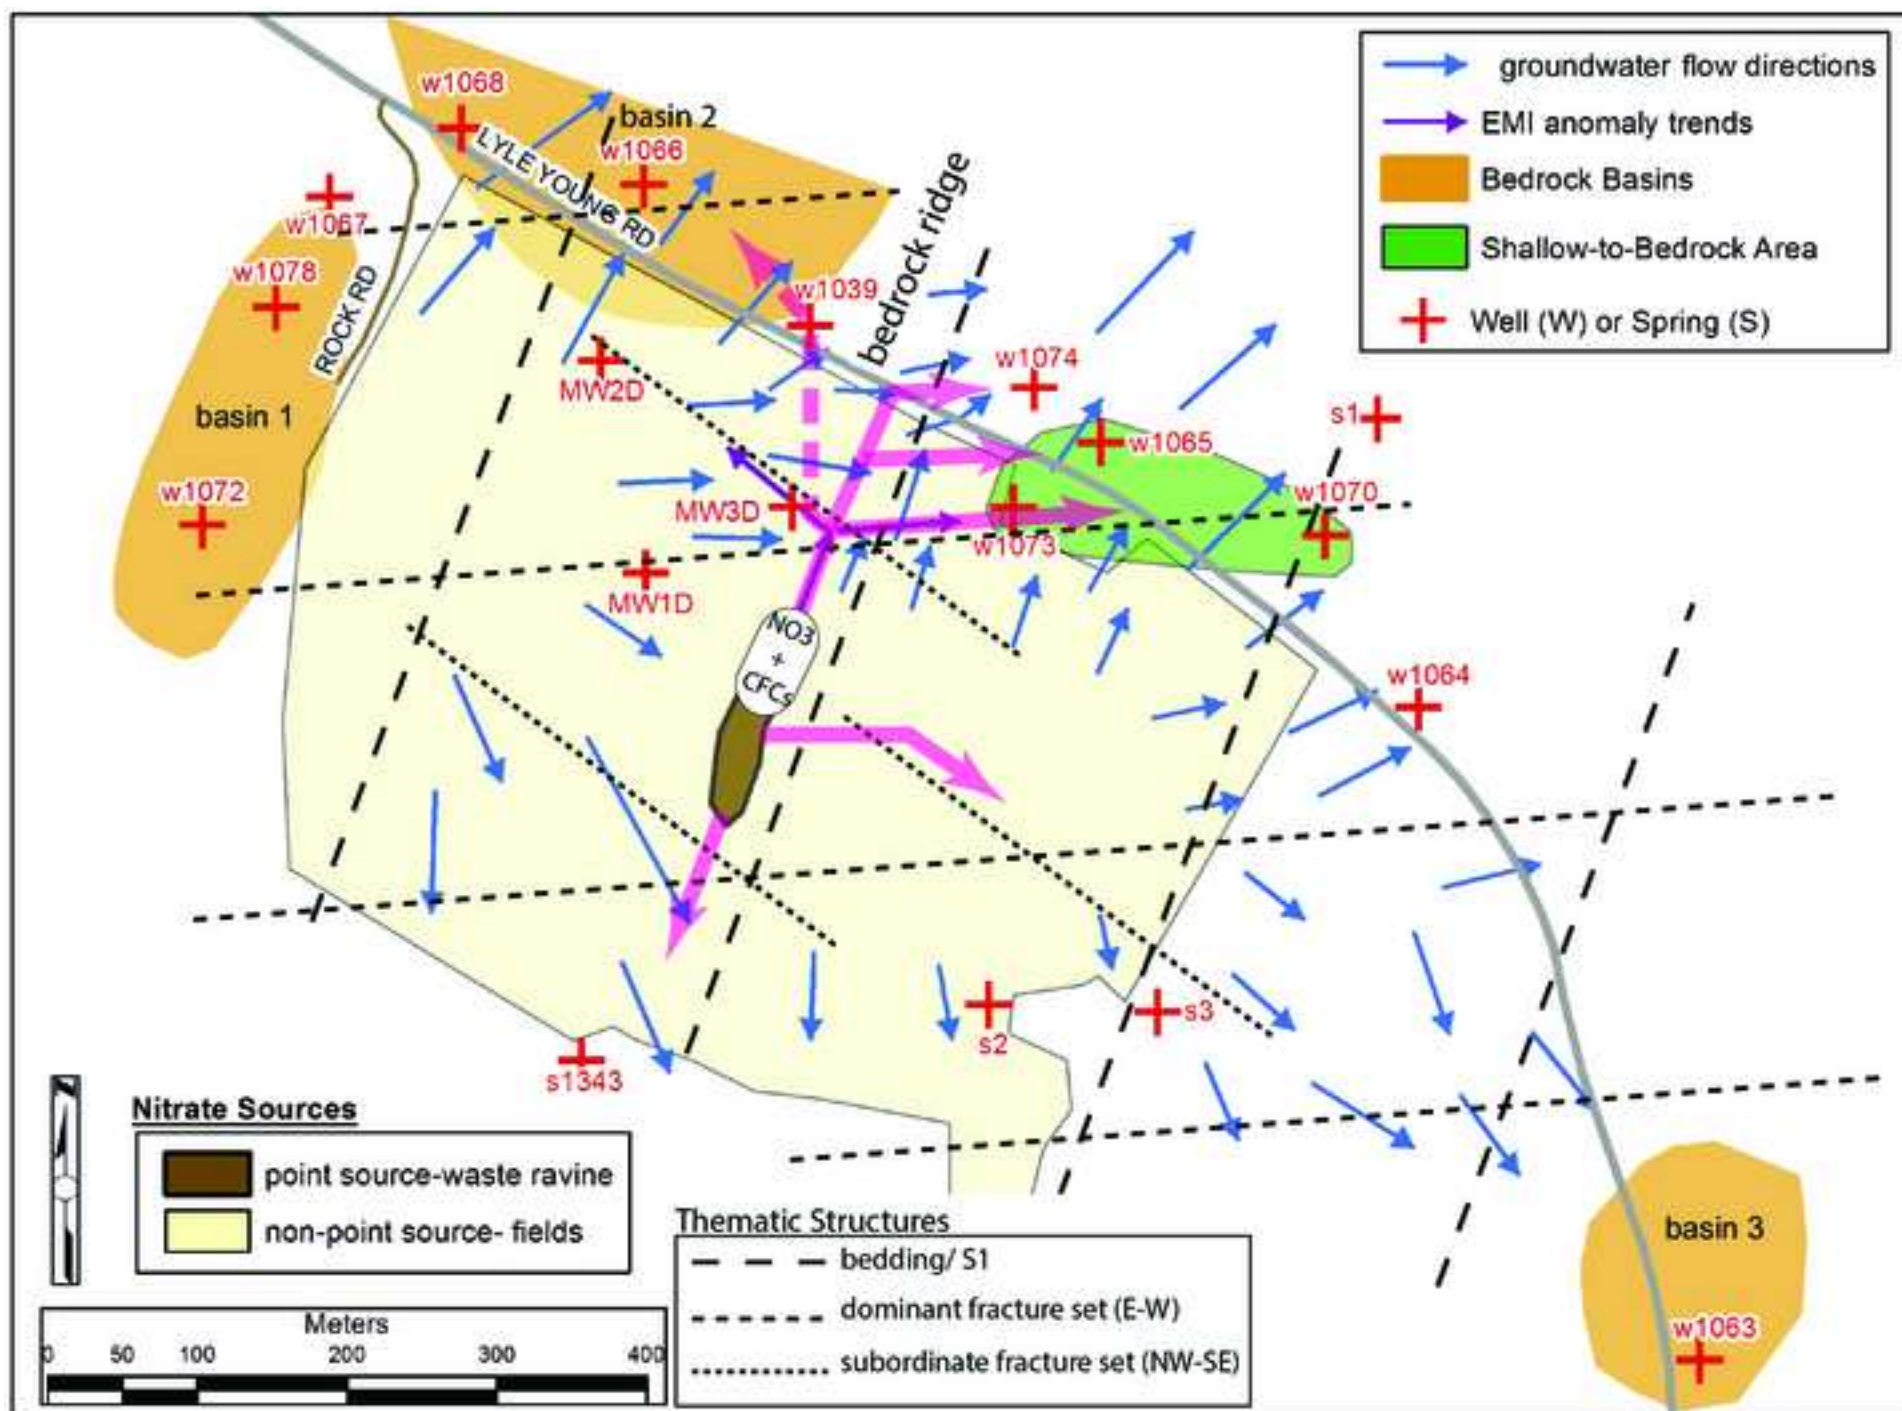 groundwater flow directions
EMI anomaly trends
Bedrock Basins
Shallow-to-Bedrock Area
Well (W) or Spring (S)
w1068
basin 2
w1066
LYLE YOUNG RD
w1067
w1078
ROCK RD
w1039
bedrock ridge
w1074
MW2D
basin 1
s1
w1065
w1072
w1070
MW3D
w1073
MW1D
NO3
+
CFCs
w1064
s3
s2
s1343
Nitrate Sources
point source-waste ravine
non-point source- fields
Thematic Structures
bedding/ S1
dominant fracture set (E-W)
subordinate fracture set (NW-SE)
basin 3
w1063
Meters
0 50 100 200 300 400